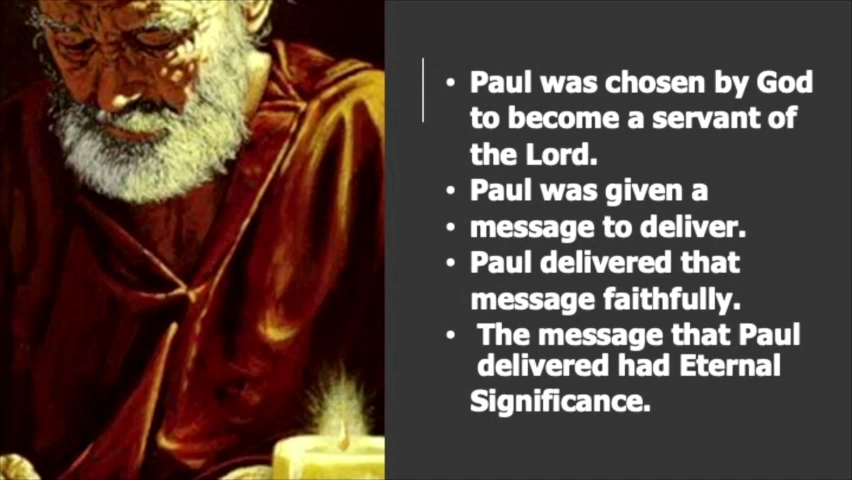 • Paul was chosen by God
to become a servant of
the Lord.
• Paul was given a
• message to deliver.
• Paul delivered that
message faithfully.
• The message that Paul
delivered had Eternal
Significance.